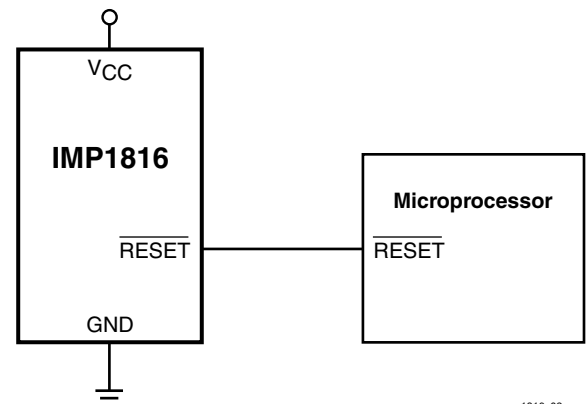 VCC
IMP1816
Microprocessor
RESET
RESET
GND